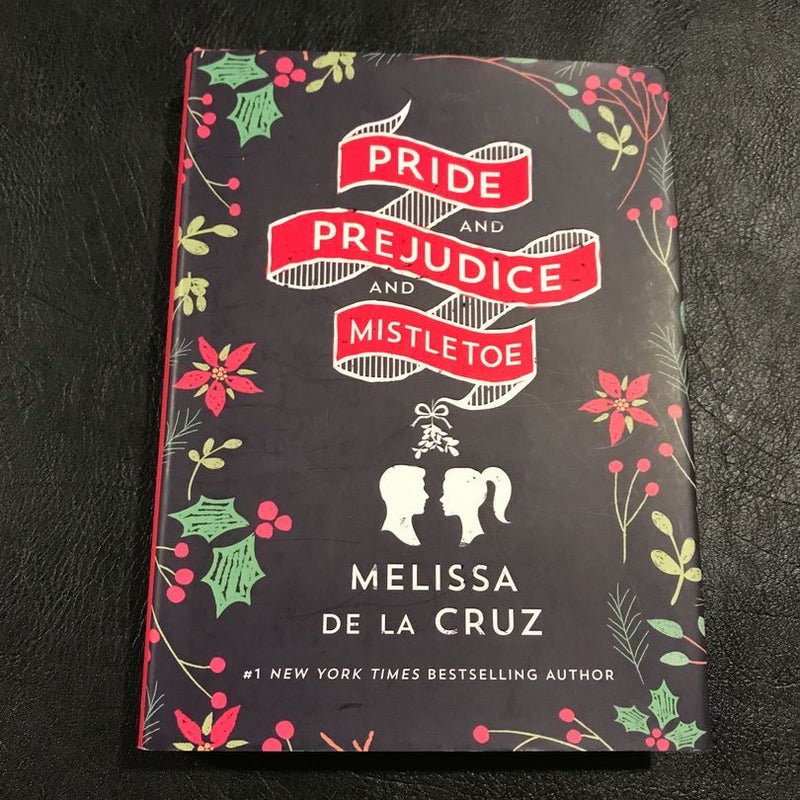 PRIDE
AND
PREJUDICE
AND
MISTLETOE
MELISSA
DE LA CRUZ
#1 NEW YORK TIMES BESTSELLING AUTHOR